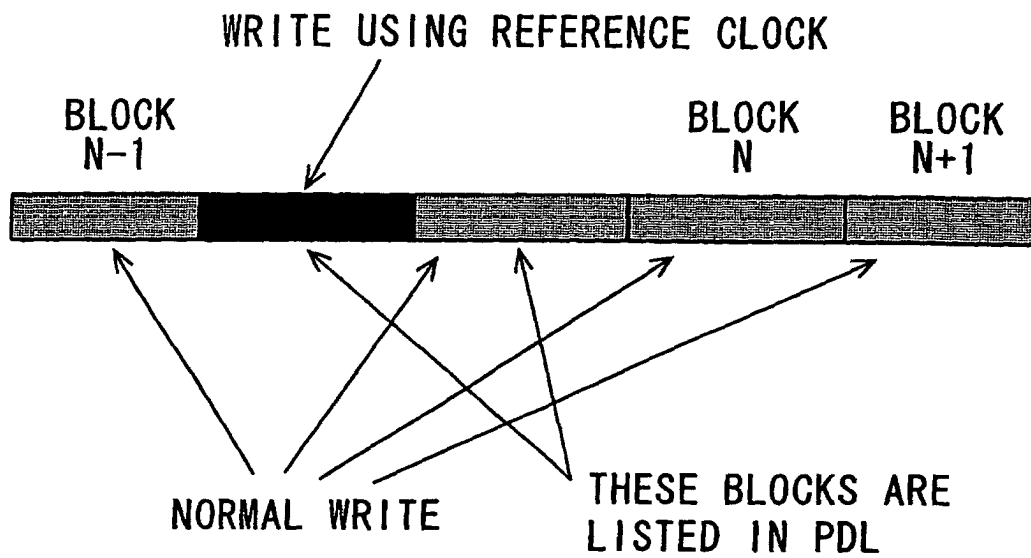 WRITE USING REFERENCE CLOCK
BLOCK
N-1
BLOCK
N
BLOCK
N+1
NORMAL WRITE
THESE BLOCKS ARE
LISTED IN PDL